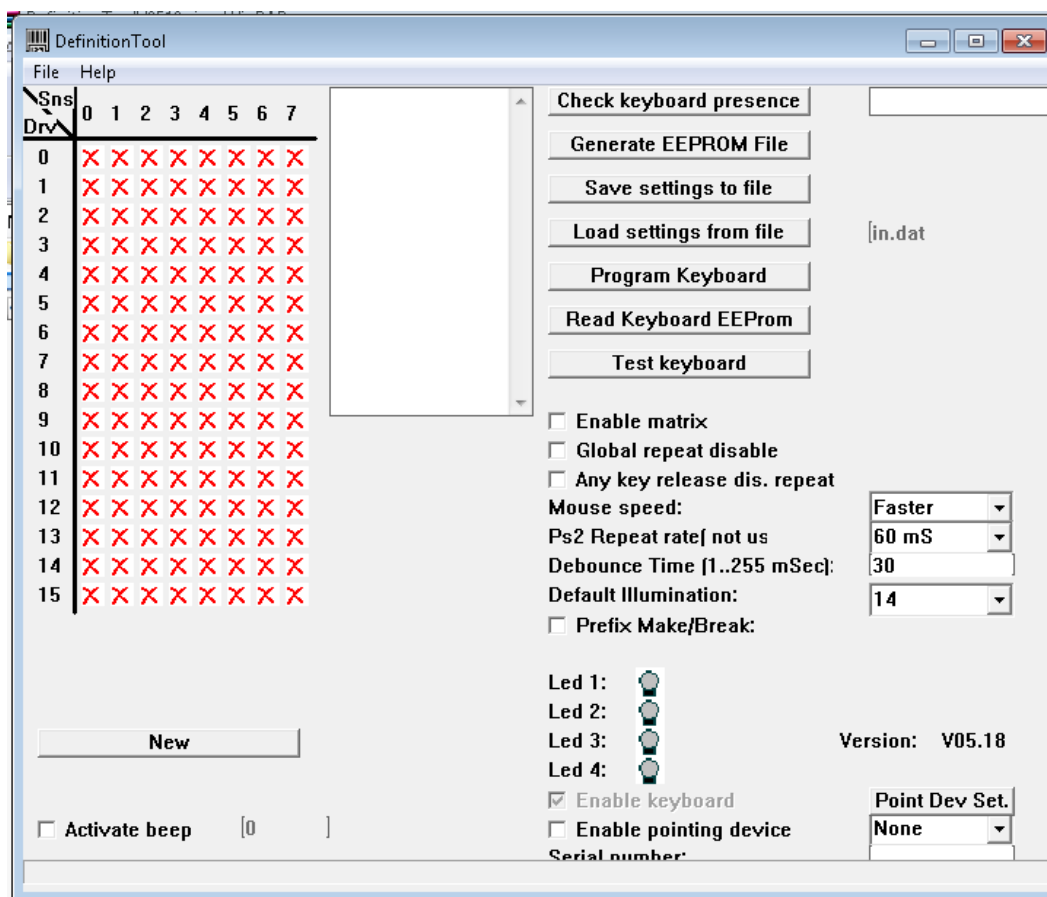 DefinitionTool
File Help
Sns
Drv
0 1 2 3 4 5 6 7
0 X X X X X X X X
1 X X X X X X X X
2 X X X X X X X X
3 X X X X X X X X
4 X X X X X X X X
5 X X X X X X X X
6 X X X X X X X X
7 X X X X X X X X
8 X X X X X X X X
9 X X X X X X X X
10 X X X X X X X X
11 X X X X X X X X
12 X X X X X X X X
13 X X X X X X X X
14 X X X X X X X X
15 X X X X X X X X
New
Activate beep [0 ]
Check keyboard presence
Generate EEPROM File
Save settings to file
Load settings from file [in.dat
Program Keyboard
Read Keyboard EEProm
Test keyboard
Enable matrix
Global repeat disable
Any key release dis. repeat
Mouse speed: Faster
Ps2 Repeat rate( not us 60 mS
Debounce Time (1..255 mSec): [30 ]
Default Illumination: 14
Prefix Make/Break:
Led 1:
Led 2:
Led 3:
Led 4:
Version: V05.18
Enable keyboard Point Dev Set.
Enable pointing device None
Serial number: